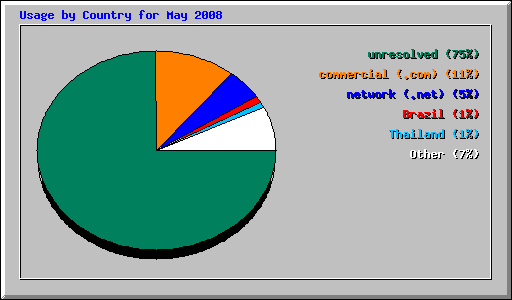 Usage by Country for May 2008
unresolved (75%)
commercial (.com) (11%)
network (.net) (5%)
Brazil (1%)
Thailand (1%)
Other (7%)